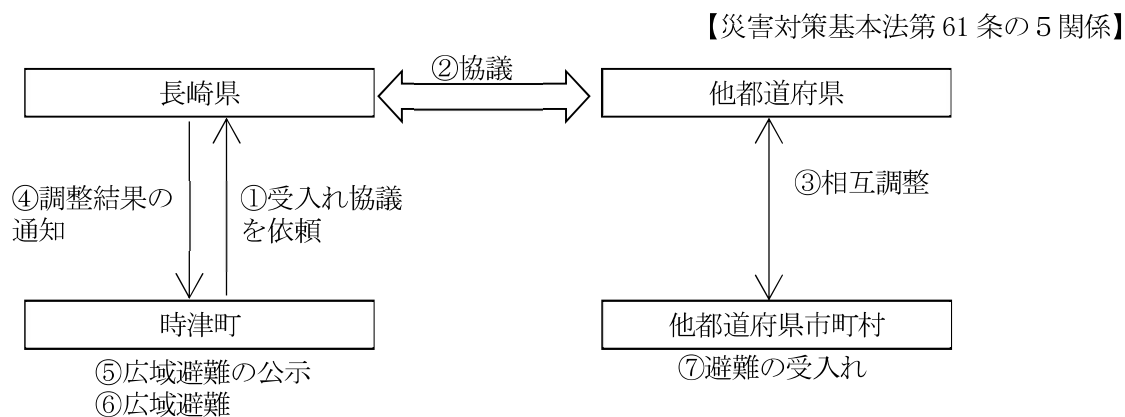 【災害対策基本法第 61 条の５関係】
②協議
長崎県
他都道府県
④調整結果の
通知
①受入れ協議
を依頼
③相互調整
時津町
他都道府県市町村
⑤広域避難の公示
⑥広域避難
⑦避難の受入れ